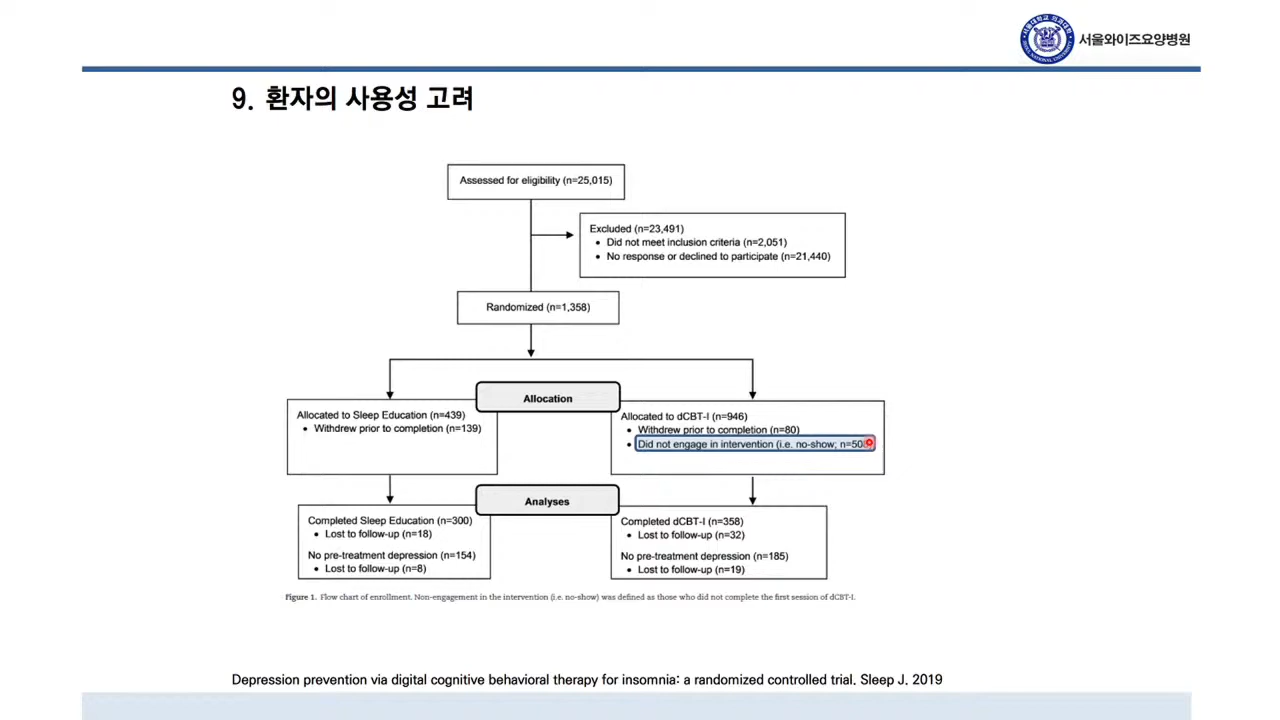 서울와이즈요양병원
9. 환자의 사용성 고려
Assessed for eligibility (n=25,015)
Excluded (n=23,491)
• Did not meet inclusion criteria (n=2,051)
• No response or declined to participate (n=21,440)
Randomized (n=1,358)
Allocation
Allocated to Sleep Education (n=439)
• Withdrew prior to completion (n=139)
Allocated to dCBT-I (n=946)
• Withdrew prior to completion (n=80)
• Did not engage in intervention (i.e. no-show;
Analyses
Completed Sleep Education (n=300)
• Lost to follow-up (n=18)
No pre-treatment depression (n=154)
• Lost to follow-up (n=8)
Completed dCBT-I (n=358)
• Lost to follow-up (n=32)
No pre-treatment depression (n=185)
• Lost to follow-up (n=19)
Figure 1. Flow chart of enrollment. Non-engagement in the intervention (i.e. no-show) was defined as those who did not complete the first session of dCBT-I.
Depression prevention via digital cognitive behavioral therapy for insomnia: a randomized controlled trial. Sleep J. 2019